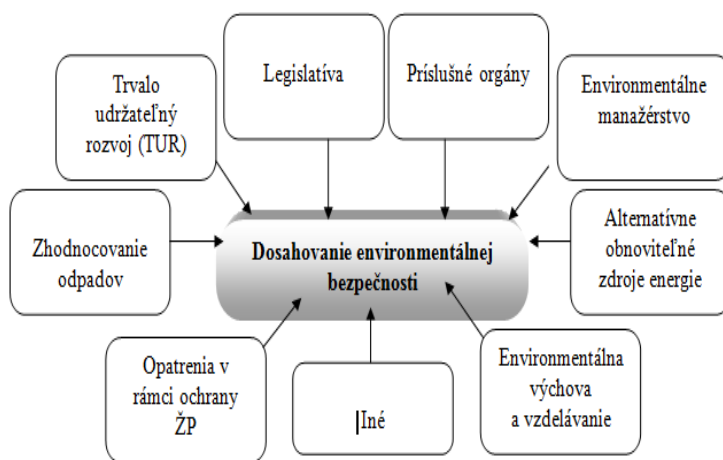 Trvalo
udržateľný
rozvoj (TUR)
Legislatíva
Príslušné orgány
Environmentálne
manažérstvo
Zhodnocovanie
odpadov
Dosahovanie environmentálnej
bezpečnosti
Alternatívne
obnoviteľné
zdroje energie
Opatrenia v
rámci ochrany
ŽP
Iné
Environmentálna
výchova
a vzdelávanie